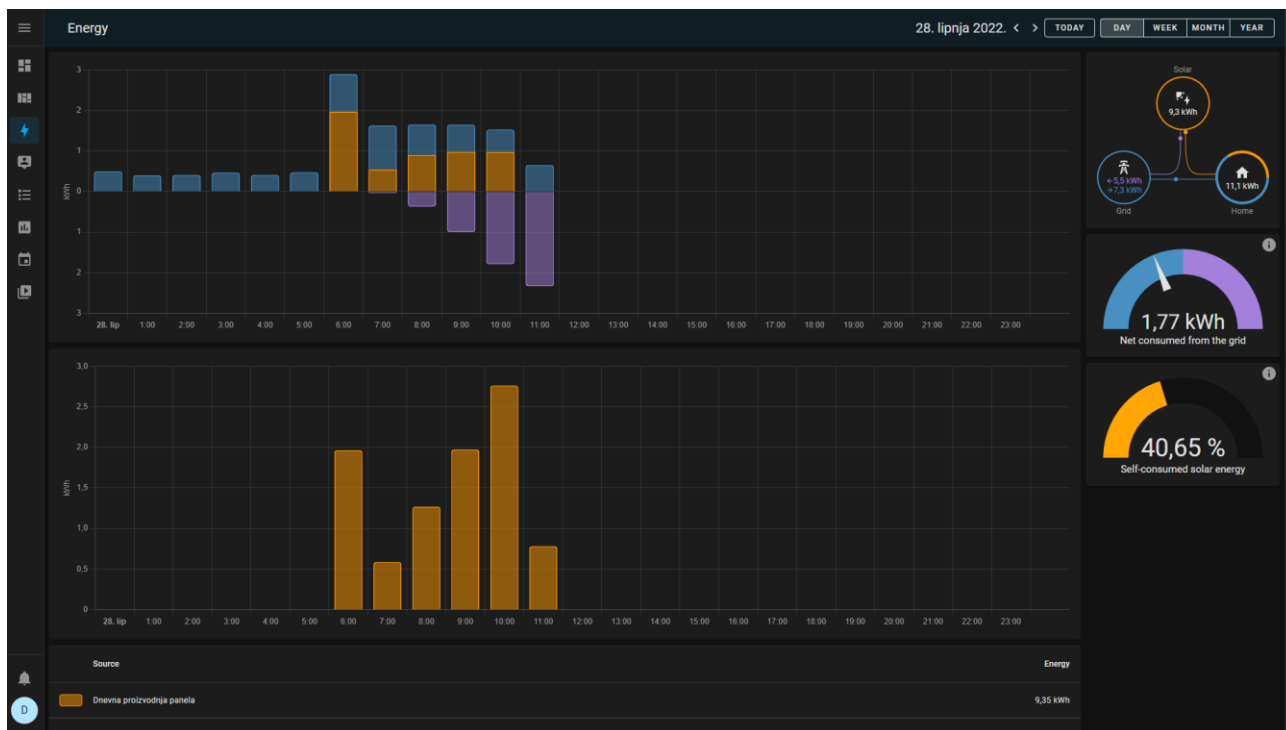 Energy
28. lipnja 2022.
TODAY
DAY
WEEK
MONTH
YEAR
3
2
1
0
1
2
3
kWh
28. lip 1:00 2:00 3:00 4:00 5:00 6:00 7:00 8:00 9:00 10:00 11:00 12:00 13:00 14:00 15:00 16:00 17:00 18:00 19:00 20:00 21:00 22:00 23:00
Solar
9,3 kWh
←5,5 kWh
→7,3 kWh
Grid
11,1 kWh
Home
1,77 kWh
Net consumed from the grid
40,65 %
Self-consumed solar energy
3,0
2,5
2,0
1,5
1,0
0,5
0
kWh
28. lip 1:00 2:00 3:00 4:00 5:00 6:00 7:00 8:00 9:00 10:00 11:00 12:00 13:00 14:00 15:00 16:00 17:00 18:00 19:00 20:00 21:00 22:00 23:00
Source Energy
Dnevna proizvodnja panela 9,35 kWh
D